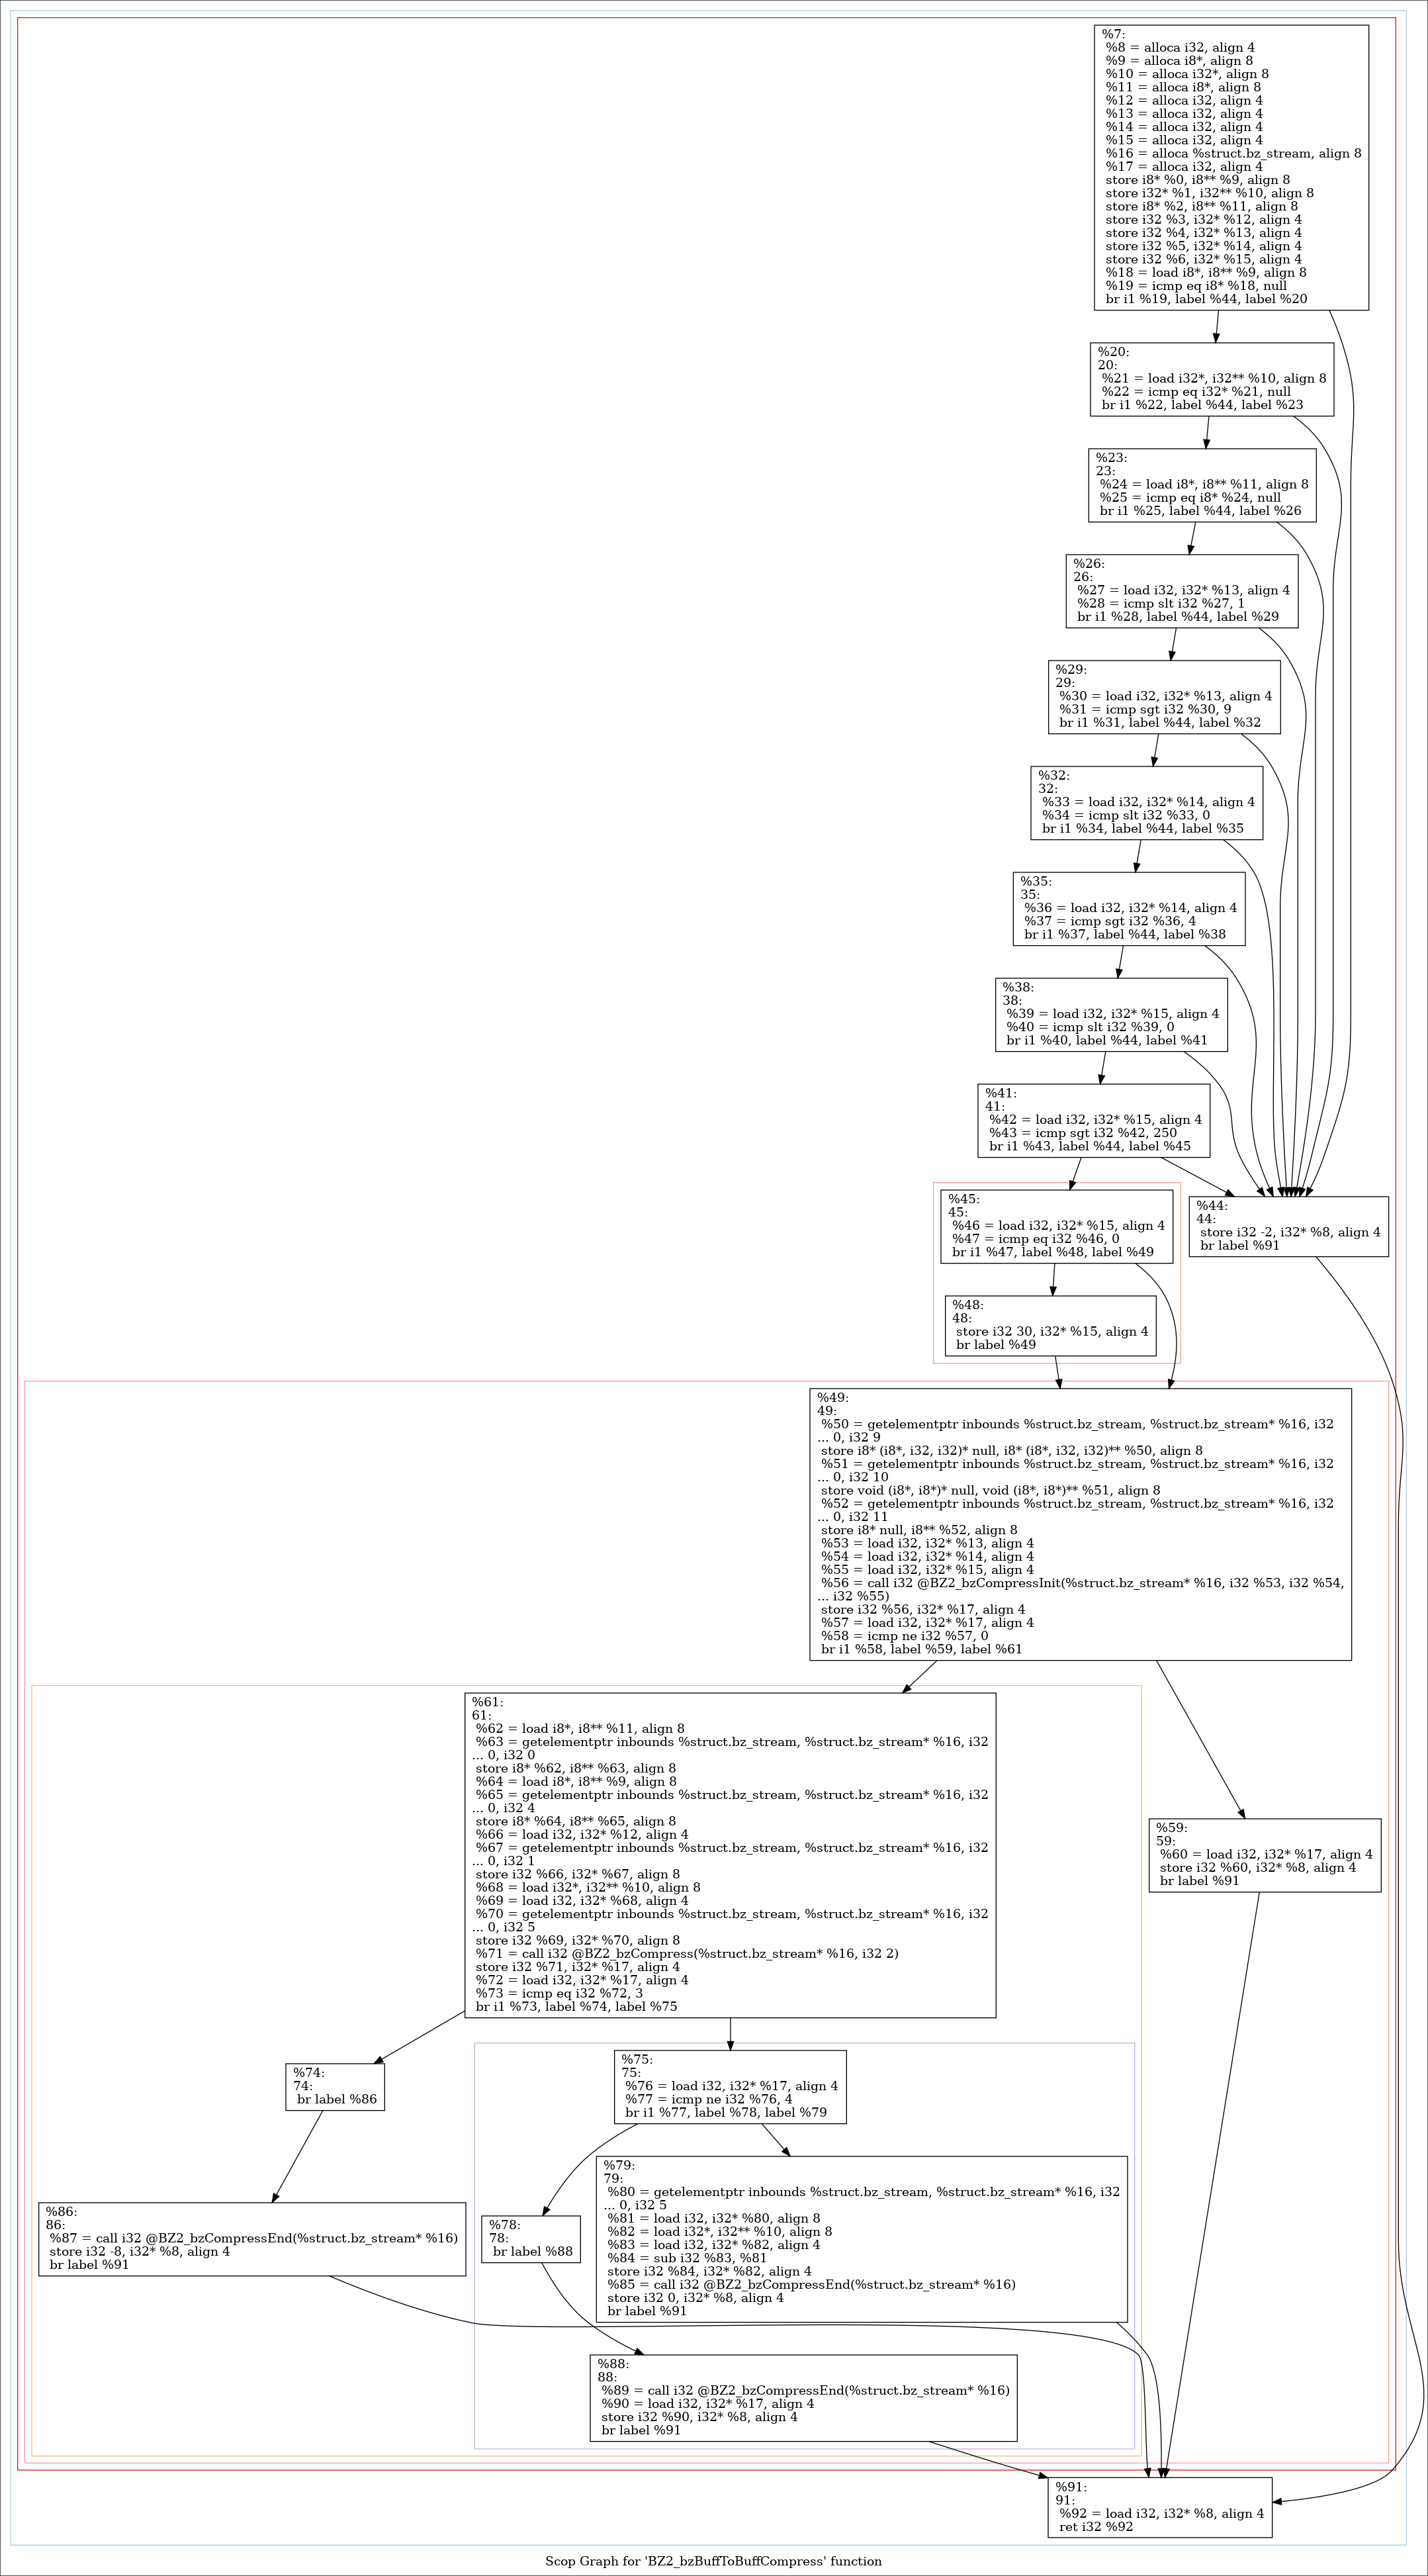 %7:
%8 = alloca i32, align 4
%9 = alloca i8*, align 8
%10 = alloca i32*, align 8
%11 = alloca i8*, align 8
%12 = alloca i32, align 4
%13 = alloca i32, align 4
%14 = alloca i32, align 4
%15 = alloca i32, align 4
%16 = alloca %struct.bz_stream, align 8
%17 = alloca i32, align 4
store i8* %0, i8** %9, align 8
store i32* %1, i32** %10, align 8
store i8* %2, i8** %11, align 8
store i32 %3, i32* %12, align 4
store i32 %4, i32* %13, align 4
store i32 %5, i32* %14, align 4
store i32 %6, i32* %15, align 4
%18 = load i8*, i8** %9, align 8
%19 = icmp eq i8* %18, null
br i1 %19, label %44, label %20
%20:
20:
%21 = load i32*, i32** %10, align 8
%22 = icmp eq i32* %21, null
br i1 %22, label %44, label %23
%23:
23:
%24 = load i8*, i8** %11, align 8
%25 = icmp eq i8* %24, null
br i1 %25, label %44, label %26
%26:
26:
%27 = load i32, i32* %13, align 4
%28 = icmp slt i32 %27, 1
br i1 %28, label %44, label %29
%29:
29:
%30 = load i32, i32* %13, align 4
%31 = icmp sgt i32 %30, 9
br i1 %31, label %44, label %32
%32:
32:
%33 = load i32, i32* %14, align 4
%34 = icmp slt i32 %33, 0
br i1 %34, label %44, label %35
%35:
35:
%36 = load i32, i32* %14, align 4
%37 = icmp sgt i32 %36, 4
br i1 %37, label %44, label %38
%38:
38:
%39 = load i32, i32* %15, align 4
%40 = icmp slt i32 %39, 0
br i1 %40, label %44, label %41
%41:
41:
%42 = load i32, i32* %15, align 4
%43 = icmp sgt i32 %42, 250
br i1 %43, label %44, label %45
%45:
45:
%46 = load i32, i32* %15, align 4
%47 = icmp eq i32 %46, 0
br i1 %47, label %48, label %49
%44:
44:
store i32 -2, i32* %8, align 4
br label %91
%48:
48:
store i32 30, i32* %15, align 4
br label %49
%49:
49:
%50 = getelementptr inbounds %struct.bz_stream, %struct.bz_stream* %16, i32
... 0, i32 9
store i8* (i8*, i32, i32)* null, i8* (i8*, i32, i32)** %50, align 8
%51 = getelementptr inbounds %struct.bz_stream, %struct.bz_stream* %16, i32
... 0, i32 10
store void (i8*, i8*)* null, void (i8*, i8*)** %51, align 8
%52 = getelementptr inbounds %struct.bz_stream, %struct.bz_stream* %16, i32
... 0, i32 11
store i8* null, i8** %52, align 8
%53 = load i32, i32* %13, align 4
%54 = load i32, i32* %14, align 4
%55 = load i32, i32* %15, align 4
%56 = call i32 @BZ2_bzCompressInit(%struct.bz_stream* %16, i32 %53, i32 %54,
... i32 %55)
store i32 %56, i32* %17, align 4
%57 = load i32, i32* %17, align 4
%58 = icmp ne i32 %57, 0
br i1 %58, label %59, label %61
%61:
61:
%62 = load i8*, i8** %11, align 8
%63 = getelementptr inbounds %struct.bz_stream, %struct.bz_stream* %16, i32
... 0, i32 0
store i8* %62, i8** %63, align 8
%64 = load i8*, i8** %9, align 8
%65 = getelementptr inbounds %struct.bz_stream, %struct.bz_stream* %16, i32
... 0, i32 4
store i8* %64, i8** %65, align 8
%66 = load i32, i32* %12, align 4
%67 = getelementptr inbounds %struct.bz_stream, %struct.bz_stream* %16, i32
... 0, i32 1
store i32 %66, i32* %67, align 8
%68 = load i32*, i32** %10, align 8
%69 = load i32, i32* %68, align 4
%70 = getelementptr inbounds %struct.bz_stream, %struct.bz_stream* %16, i32
... 0, i32 5
store i32 %69, i32* %70, align 8
%71 = call i32 @BZ2_bzCompress(%struct.bz_stream* %16, i32 2)
store i32 %71, i32* %17, align 4
%72 = load i32, i32* %17, align 4
%73 = icmp eq i32 %72, 3
br i1 %73, label %74, label %75
%59:
59:
%60 = load i32, i32* %17, align 4
store i32 %60, i32* %8, align 4
br label %91
%74:
74:
br label %86
%75:
75:
%76 = load i32, i32* %17, align 4
%77 = icmp ne i32 %76, 4
br i1 %77, label %78, label %79
%86:
86:
%87 = call i32 @BZ2_bzCompressEnd(%struct.bz_stream* %16)
store i32 -8, i32* %8, align 4
br label %91
%78:
78:
br label %88
%79:
79:
%80 = getelementptr inbounds %struct.bz_stream, %struct.bz_stream* %16, i32
... 0, i32 5
%81 = load i32, i32* %80, align 8
%82 = load i32*, i32** %10, align 8
%83 = load i32, i32* %82, align 4
%84 = sub i32 %83, %81
store i32 %84, i32* %82, align 4
%85 = call i32 @BZ2_bzCompressEnd(%struct.bz_stream* %16)
store i32 0, i32* %8, align 4
br label %91
%88:
88:
%89 = call i32 @BZ2_bzCompressEnd(%struct.bz_stream* %16)
%90 = load i32, i32* %17, align 4
store i32 %90, i32* %8, align 4
br label %91
%91:
91:
%92 = load i32, i32* %8, align 4
ret i32 %92
Scop Graph for 'BZ2_bzBuffToBuffCompress' function